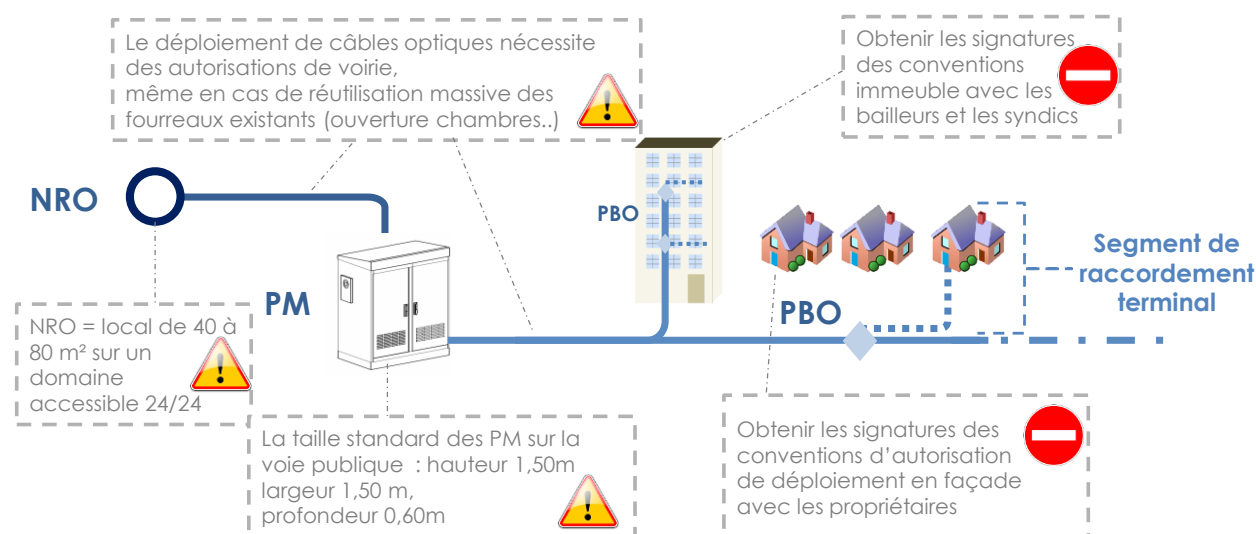 Le déploiement de câbles optiques nécessite
des autorisations de voirie,
même en cas de réutilisation massive des
fourreaux existants (ouverture chambres..)
Obtenir les signatures
des conventions
immeuble avec les
bailleurs et les syndics
NRO
PBO
PM
PBO
Segment de
raccordement
terminal
NRO = local de 40 à
80 m² sur un
domaine
accessible 24/24
La taille standard des PM sur la
voie publique : hauteur 1,50m
largeur 1,50 m,
profondeur 0,60m
Obtenir les signatures des
conventions d'autorisation
de déploiement en façade
avec les propriétaires